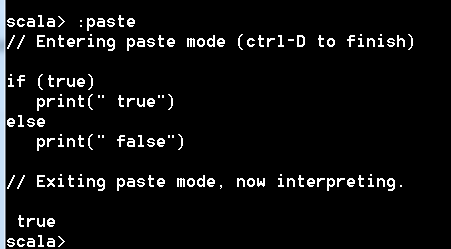 scala> :paste
// Entering paste mode (ctrl-D to finish)
if (true)
   print(" true")
else
   print(" false")
// Exiting paste mode, now interpreting.
 true
scala>